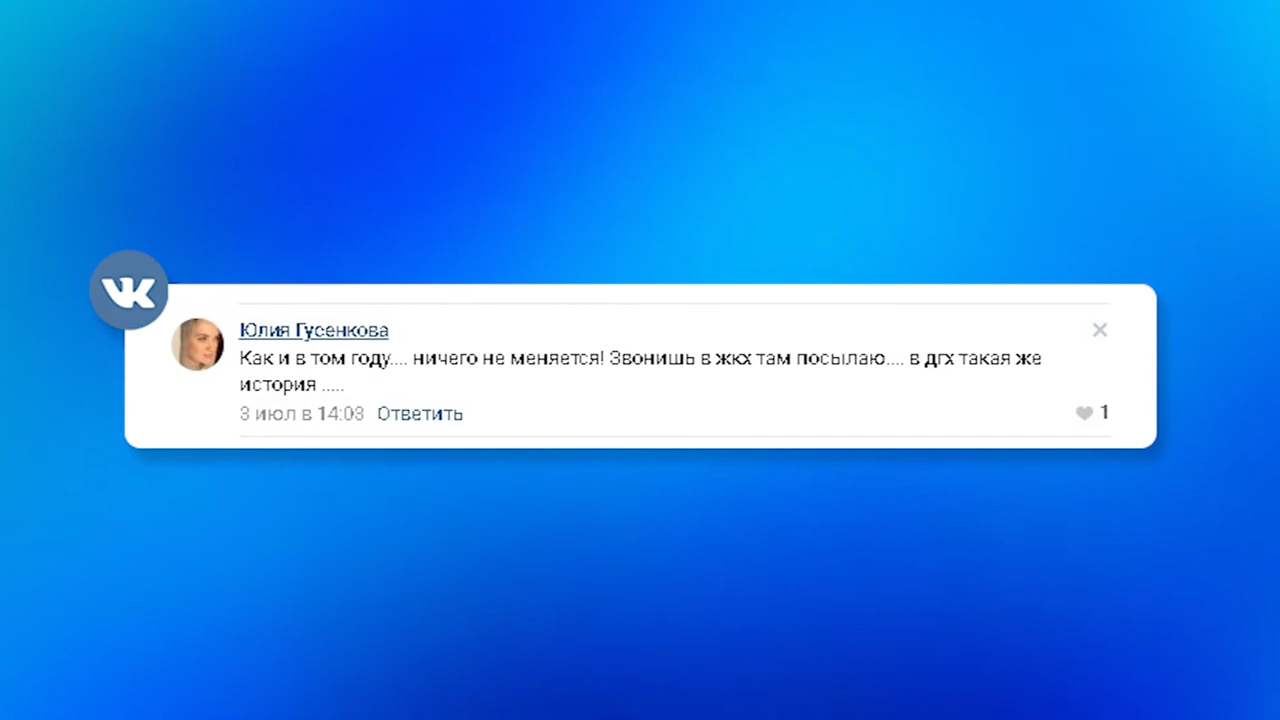 Юлия Гусенкова
Как и в том году.... ничего не меняется! Звонишь в жкх там посылаю.... в дгх такая же
история .....
3 июл в 14:03 Ответить
1